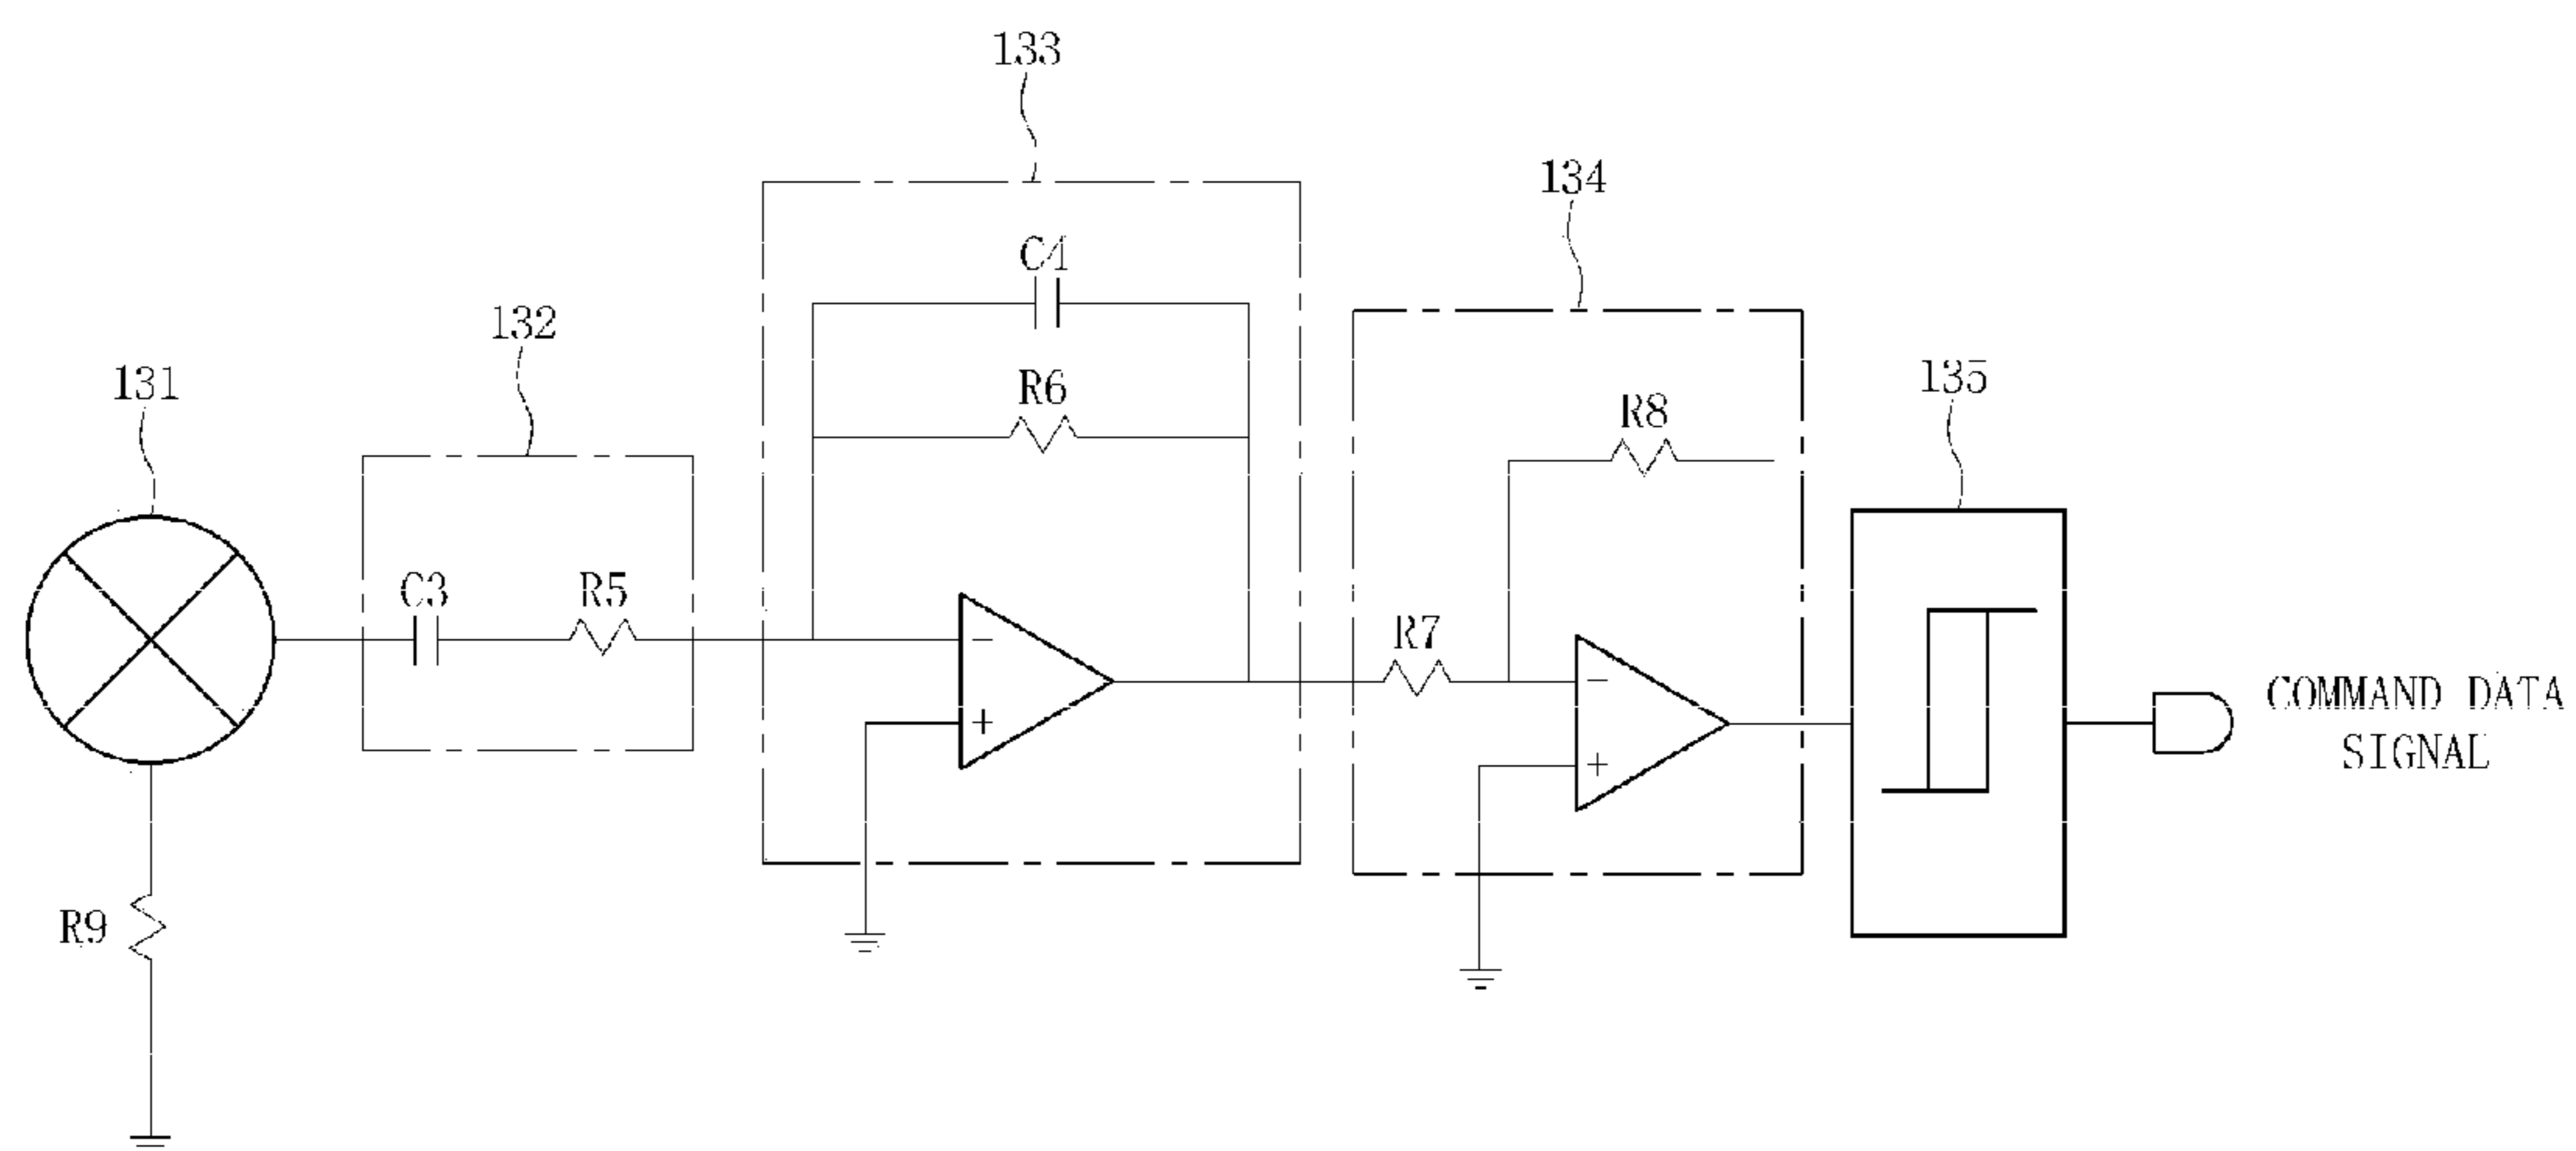 133
134
C4
132
135
131
R6
R8
C3
R5
R7
-
+
-
+
COMMAND DATA
SIGNAL
R9